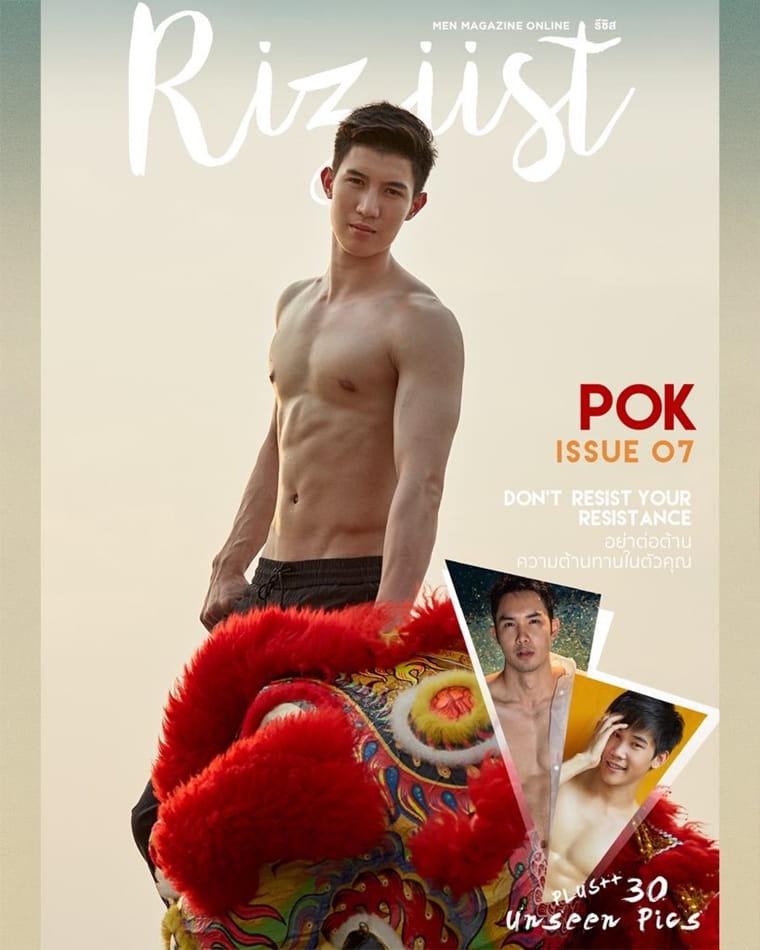 MEN MAGAZINE ONLINE รีซิส
Rizjist
POK
ISSUE 07
DON'T RESIST YOUR
RESISTANCE
อย่าต่อต้าน
ความต้านทานในตัวคุณ
PLUS++ 30
Unseen Pics